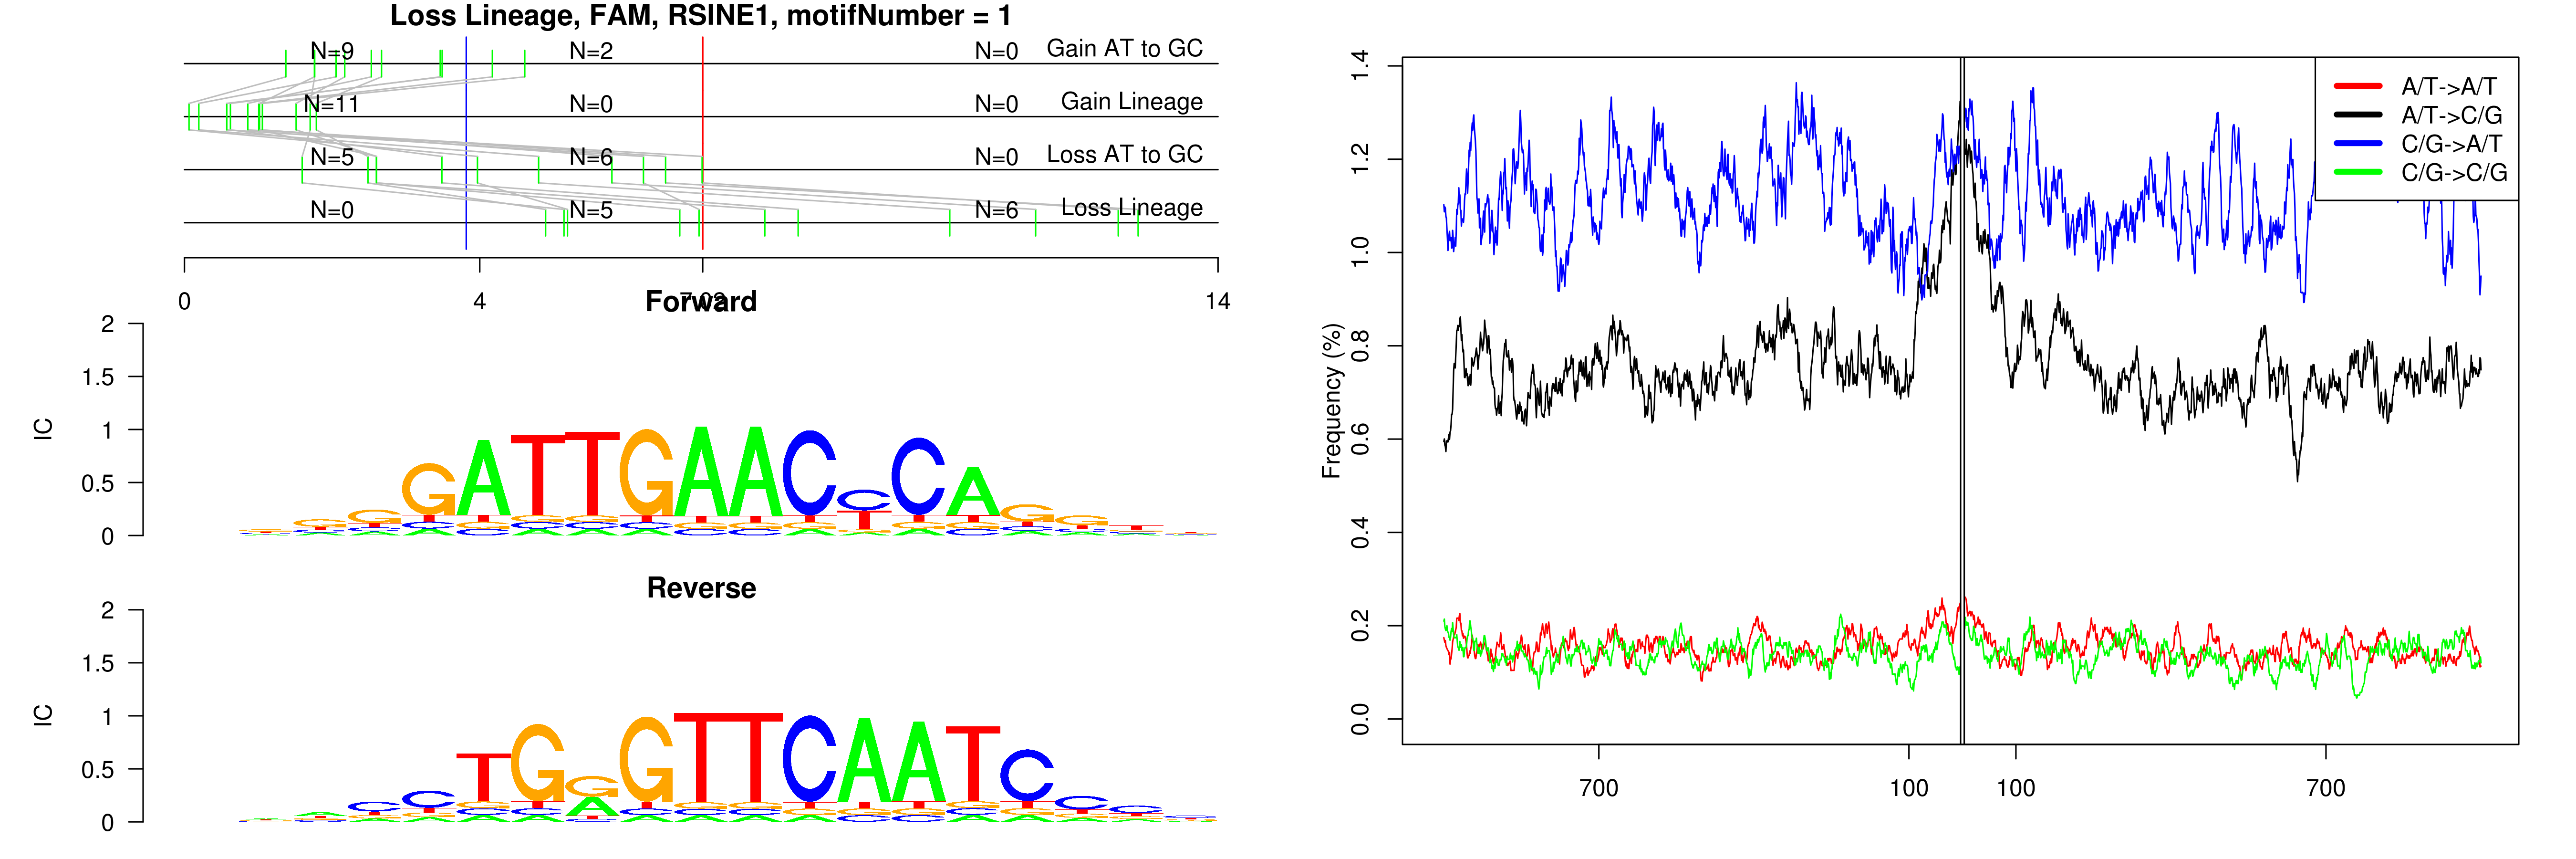 Loss Lineage, FAM, RSINE1, motifNumber = 1
N=9 N=2 N=0 Gain AT to GC
N=11 N=0 N=0 Gain Lineage
N=5 N=6 N=0 Loss AT to GC
N=0 N=5 N=6 Loss Lineage
0 4 14
Forward
2
1.5
1
0.5
0
IC
GATTGAACCCA
Reverse
2
1.5
1
0.5
0
IC
TGGGTTCAATC
1.4
1.2
1.0
0.8
0.6
0.4
0.2
0.0
Frequency (%)
A/T->A/T
A/T->C/G
C/G->A/T
C/G->C/G
700 100 100 700